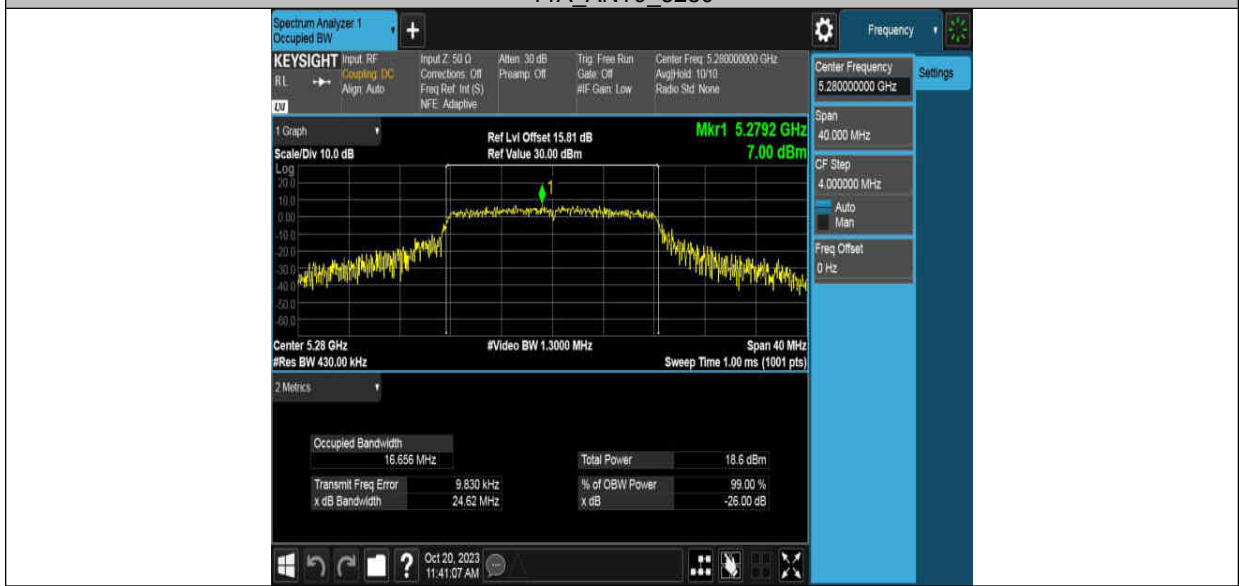 Spectrum Analyzer 1
Occupied BW
+
Frequency
KEYSIGHT
RL
LXI
Input: RF
Coupling: DC
Align: Auto
Input Z: 50 Ω
Corrections: Off
Freq Ref: Int (S)
NFE: Adaptive
Atten: 30 dB
Preamp: Off
Trig: Free Run
Gate: Off
#IF Gain: Low
Center Freq: 5.280000000 GHz
Avg|Hold: 10/10
Radio Std: None
Center Frequency
5.280000000 GHz
Settings
Span
40.000 MHz
CF Step
4.000000 MHz
Auto
Man
Freq Offset
0 Hz
1 Graph
Scale/Div 10.0 dB
Ref Lvl Offset 15.81 dB
Ref Value 30.00 dBm
Mkr1 5.2792 GHz
7.00 dBm
Log
20.0
10.0
0.00
-10.0
-20.0
-30.0
-40.0
-50.0
-60.0
1
Center 5.28 GHz
#Res BW 430.00 kHz
#Video BW 1.3000 MHz
Span 40 MHz
Sweep Time 1.00 ms (1001 pts)
2 Metrics
Occupied Bandwidth
16.656 MHz
Total Power 18.6 dBm
Transmit Freq Error 9.830 kHz
% of OBW Power 99.00 %
x dB Bandwidth 24.62 MHz
x dB -26.00 dB
?
Oct 20, 2023
11:41:07 AM